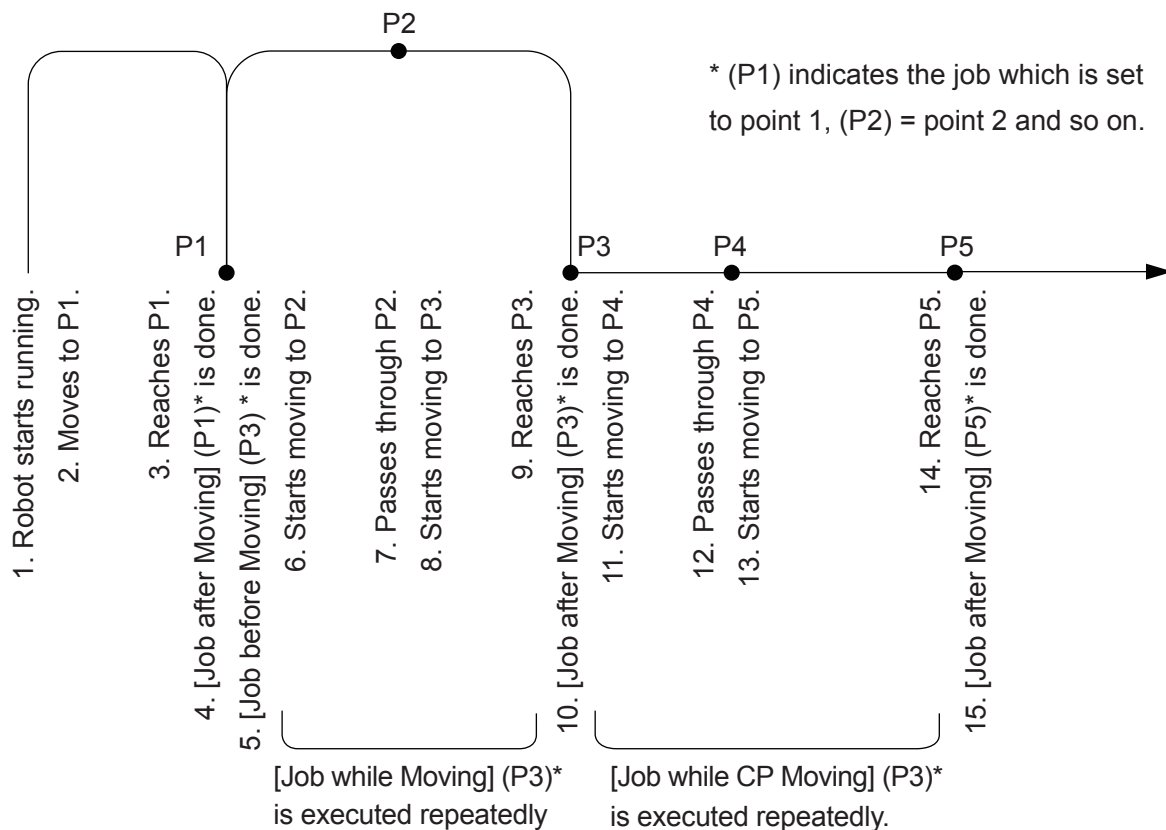 P2
* (P1) indicates the job which is set
to point 1, (P2) = point 2 and so on.
P1
P3
P4
P5
1. Robot starts running.
2. Moves to P1.
3. Reaches P1.
4. [Job after Moving] (P1)* is done.
5. [Job before Moving] (P3) * is done.
6. Starts moving to P2.
7. Passes through P2.
8. Starts moving to P3.
9. Reaches P3.
10. [Job after Moving] (P3)* is done.
11. Starts moving to P4.
12. Passes through P4.
13. Starts moving to P5.
14. Reaches P5.
15. [Job after Moving] (P5)* is done.
[Job while Moving] (P3)*
is executed repeatedly
[Job while CP Moving] (P3)*
is executed repeatedly.